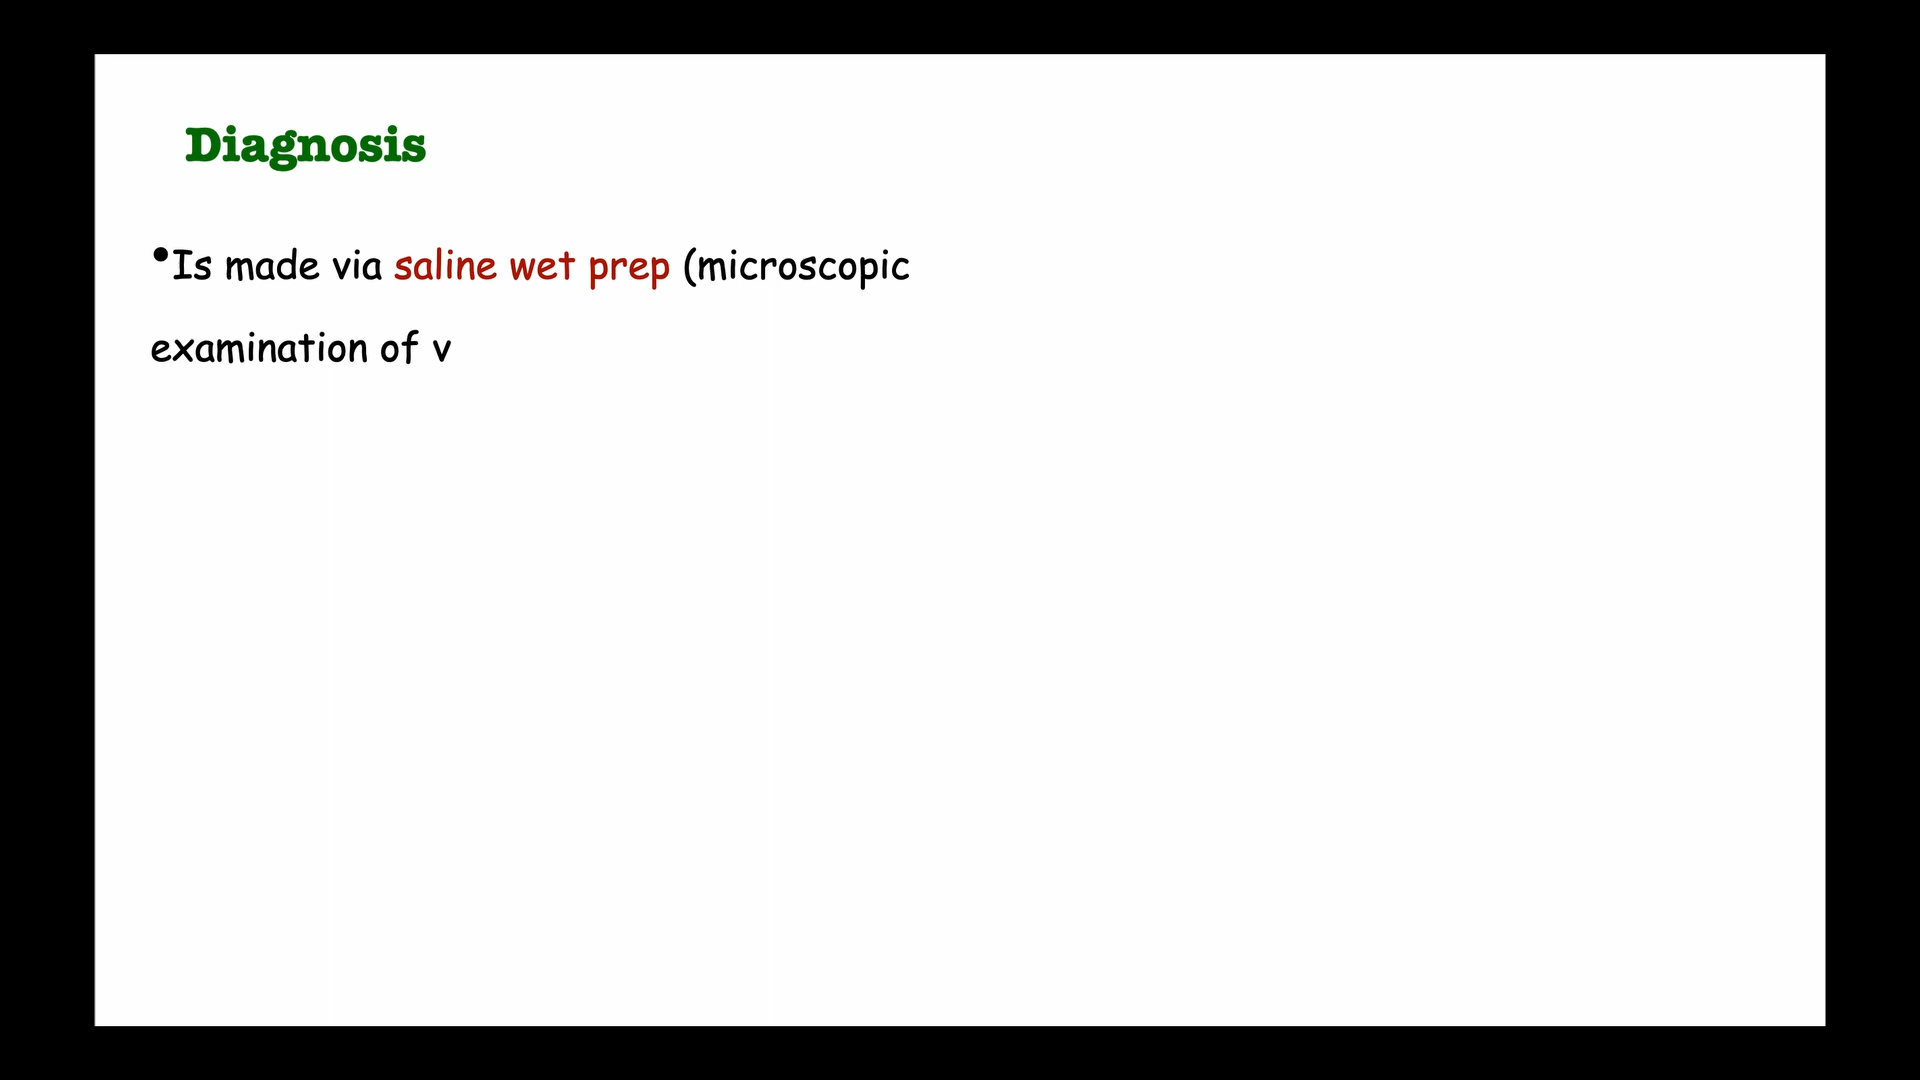 Diagnosis
•Is made via saline wet prep (microscopic
examination of v